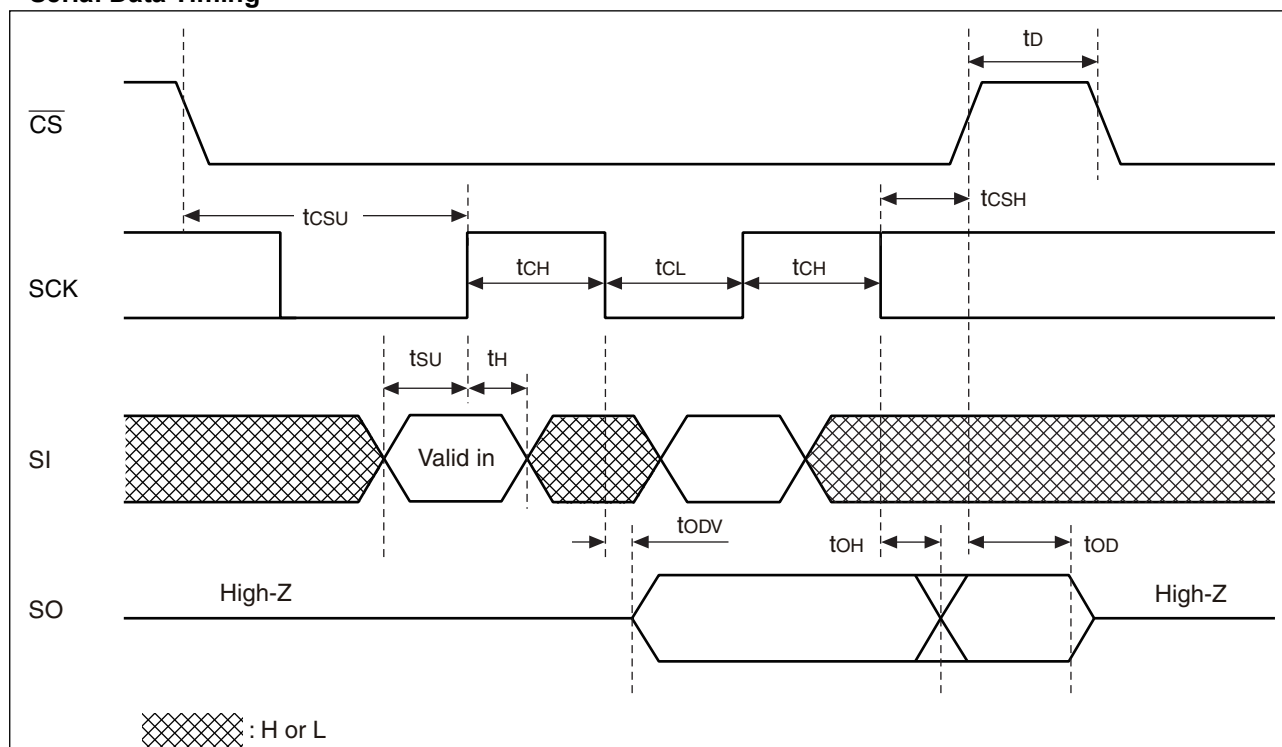 Serial Data Timing
tD
CS
tCSU
tCSH
SCK
tCH
tCL
tCH
tSU
tH
SI
Valid in
tODV
tOH
tOD
SO
High-Z
High-Z
: H or L